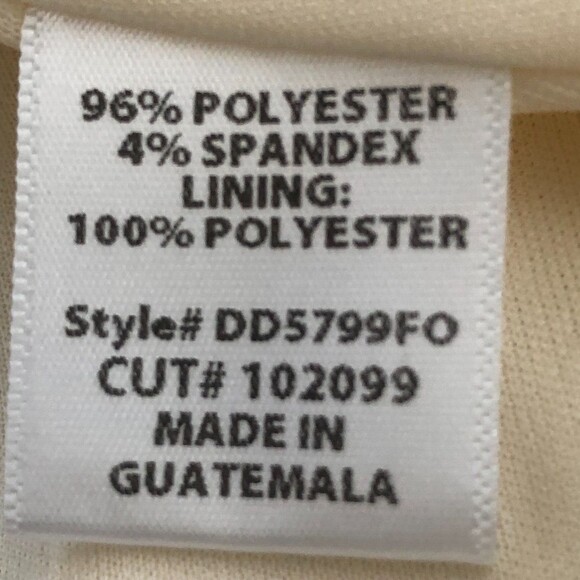 96% POLYESTER
4% SPANDEX
LINING:
100% POLYESTER
Style# DD5799FO
CUT# 102099
MADE IN
GUATEMALA